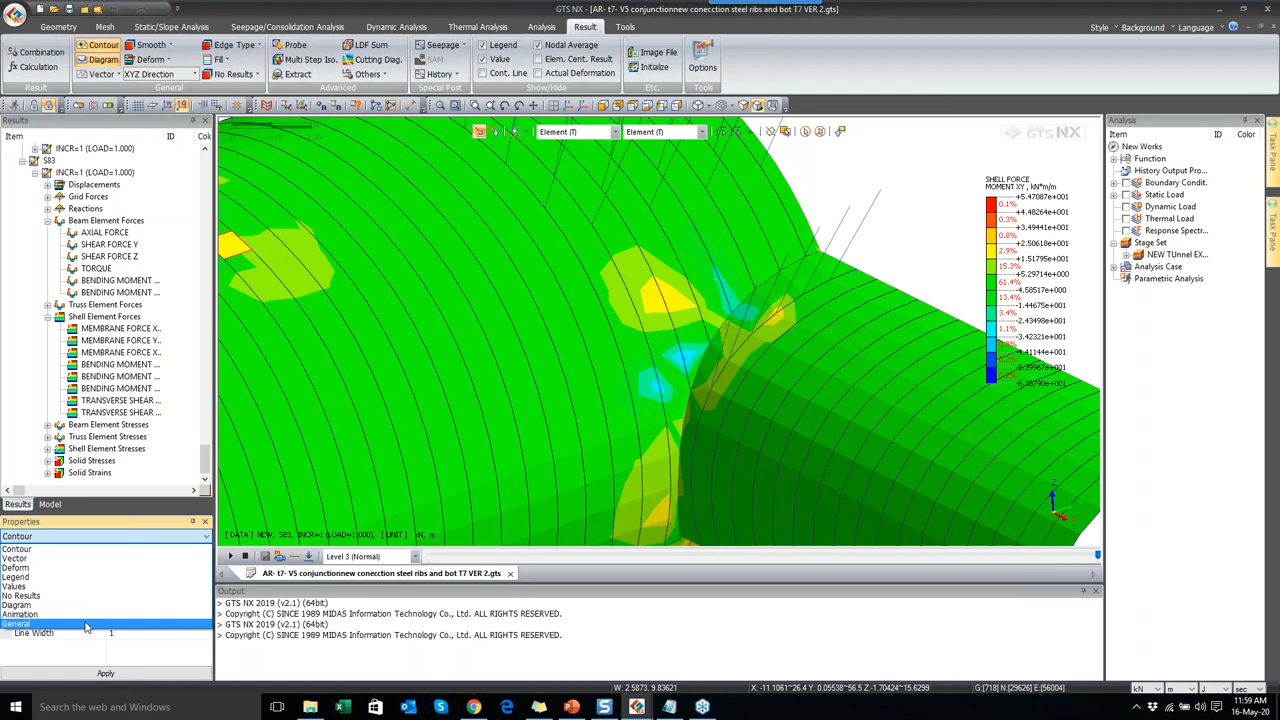 GTS NX - [AR- t7- V5 conjunctionnew conecction steel ribs and bot T7 VER 2.gts]
Geometry Mesh Static/Slope Analysis Seepage/Consolidation Analysis Dynamic Analysis Thermal Analysis Analysis Result Tools Style Background Language
Combination Contour Smooth Edge Type Probe LDF Sum Seepage Legend Nodal Average Image File
Diagram Deform Fill Multi Step Iso. Cutting Diag. SAM Value Elem. Cent. Result Initialize Options
Calculation Vector XYZ Direction No Results Extract Others History Cont. Line Actual Deformation
Result General Advanced Special Post Show/Hide Etc. Tools
Results
Item ID Colc
INCR=1 (LOAD=1.000)
S83
INCR=1 (LOAD=1.000)
Displacements
Grid Forces
Reactions
Beam Element Forces
AXIAL FORCE
SHEAR FORCE Y
SHEAR FORCE Z
TORQUE
BENDING MOMENT ...
BENDING MOMENT ...
Truss Element Forces
Shell Element Forces
MEMBRANE FORCE X..
MEMBRANE FORCE Y..
MEMBRANE FORCE X..
BENDING MOMENT ...
BENDING MOMENT ...
BENDING MOMENT ...
TRANSVERSE SHEAR ...
TRANSVERSE SHEAR ...
Beam Element Stresses
Truss Element Stresses
Shell Element Stresses
Solid Stresses
Solid Strains
Results Model
Properties
Contour
Contour
Vector
Deform
Legend
Values
No Results
Diagram
Animation
General
Line Width 1
Apply
Element (T) Element (T)
GTS NX
SHELL FORCE
MOMENT XY , kN*m/m
+5.47087e+001
0.1%
+4.48264e+001
0.3%
+3.49441e+001
0.8%
+2.50618e+001
2.9%
+1.51795e+001
15.3%
+5.29714e+000
61.4%
-4.58517e+000
13.4%
-1.44675e+001
3.4%
-2.43498e+001
1.1%
-3.42321e+001
-4.41144e+001
0.2%
-5.39967e+001
0.2%
-6.38790e+001
[ DATA ] NEW, S83, INCR=1 (LOAD=1.000), [ UNIT ] kN, m
Level 3 (Normal)
AR- t7- V5 conjunctionnew conecction steel ribs and bot T7 VER 2.gts
Output
> GTS NX 2019 (v2.1) (64bit)
> Copyright (C) SINCE 1989 MIDAS Information Technology Co., Ltd. ALL RIGHTS RESERVED.
> GTS NX 2019 (v2.1) (64bit)
> Copyright (C) SINCE 1989 MIDAS Information Technology Co., Ltd. ALL RIGHTS RESERVED.
Analysis
Item ID Color
New Works
Function
History Output Pro...
Boundary Condit.
Static Load
Dynamic Load
Thermal Load
Response Spectr...
Stage Set
NEW TUnnel EX...
Analysis Case
Parametric Analysis
Task Pane
Task Pane
W: 2.5873, 9.83621 X: -11.1061~26.4 Y: 0.05538~56.5 Z:-1.70424~15.6299 G:[718] N:[29626] E:[56004] kN m J sec
Search Windows
11:59 AM
16-May-20